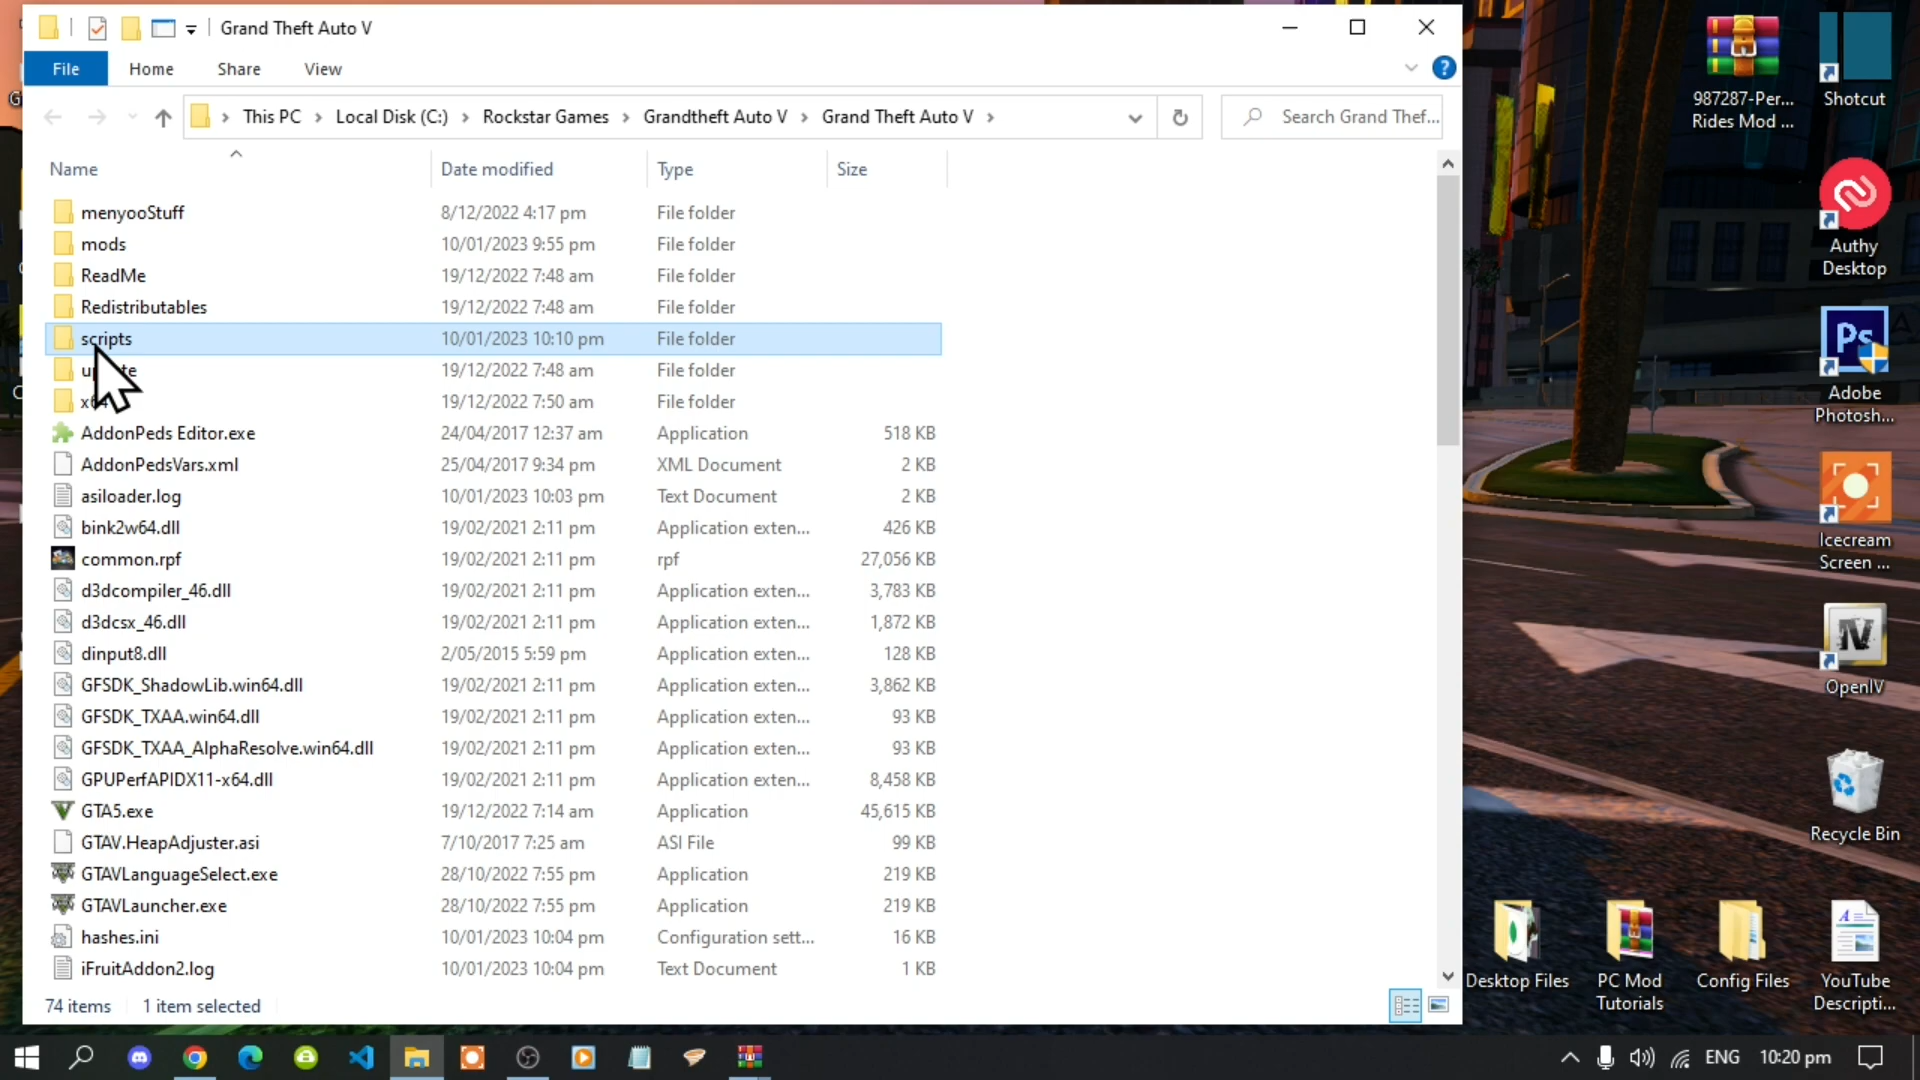 Grand Theft Auto V
File Home Share View
This PC Local Disk (C:) Rockstar Games Grandtheft Auto V Grand Theft Auto V
Search Grand Thef...
Name Date modified Type Size
menyooStuff 8/12/2022 4:17 pm File folder
mods 10/01/2023 9:55 pm File folder
ReadMe 19/12/2022 7:48 am File folder
Redistributables 19/12/2022 7:48 am File folder
scripts 10/01/2023 10:10 pm File folder
19/12/2022 7:48 am File folder
19/12/2022 7:50 am File folder
AddonPeds Editor.exe 24/04/2017 12:37 am Application 518 KB
AddonPedsVars.xml 25/04/2017 9:34 pm XML Document 2 KB
asiloader.log 10/01/2023 10:03 pm Text Document 2 KB
bink2w64.dll 19/02/2021 2:11 pm Application exten... 426 KB
common.rpf 19/02/2021 2:11 pm rpf 27,056 KB
d3dcompiler_46.dll 19/02/2021 2:11 pm Application exten... 3,783 KB
d3dcsx_46.dll 19/02/2021 2:11 pm Application exten... 1,872 KB
dinput8.dll 2/05/2015 5:59 pm Application exten... 128 KB
GFSDK_ShadowLib.win64.dll 19/02/2021 2:11 pm Application exten... 3,862 KB
GFSDK_TXAA.win64.dll 19/02/2021 2:11 pm Application exten... 93 KB
GFSDK_TXAA_AlphaResolve.win64.dll 19/02/2021 2:11 pm Application exten... 93 KB
GPUPerfAPIDX11-x64.dll 19/02/2021 2:11 pm Application exten... 8,458 KB
GTA5.exe 19/12/2022 7:14 am Application 45,615 KB
GTAV.HeapAdjuster.asi 7/10/2017 7:25 am ASI File 99 KB
GTAVLanguageSelect.exe 28/10/2022 7:55 pm Application 219 KB
GTAVLauncher.exe 28/10/2022 7:55 pm Application 219 KB
hashes.ini 10/01/2023 10:04 pm Configuration sett... 16 KB
iFruitAddon2.log 10/01/2023 10:04 pm Text Document 1 KB
74 items 1 item selected
987287-Per...
Rides Mod ...
Shotcut
Authy
Desktop
Ps
Adobe
Photosh...
Icecream
Screen ...
IV
OpenIV
Recycle Bin
Desktop Files
PC Mod
Tutorials
Config Files
YouTube
Descripti...
ENG 10:20 pm